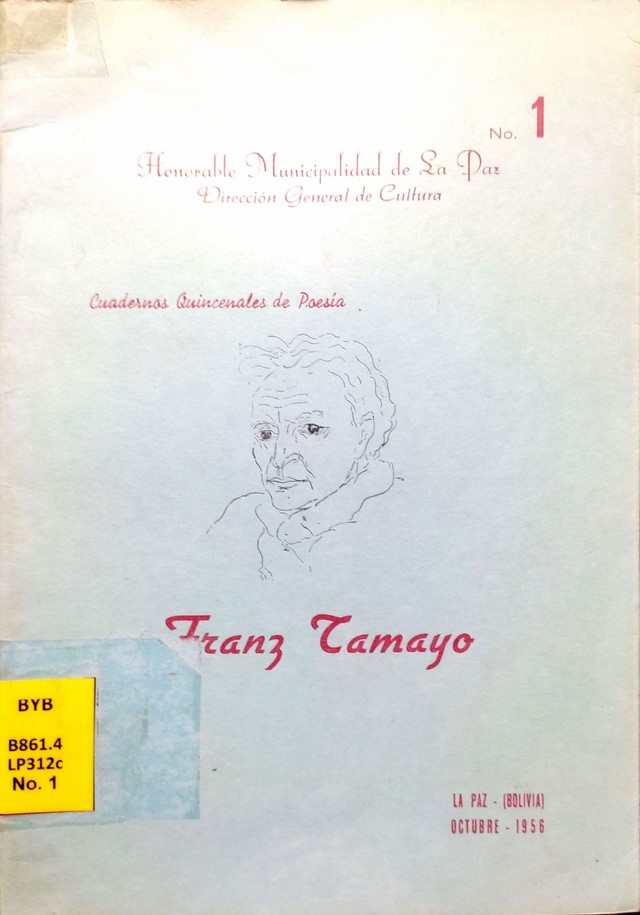 No. 1
Honorable Municipalidad de La Paz
Dirección General de Cultura
Cuadernos Quincenales de Poesía
Franz Tamayo
BYB
B861.4
LP312c
No. 1
LA PAZ - (BOLIVIA)
OCTUBRE - 1956